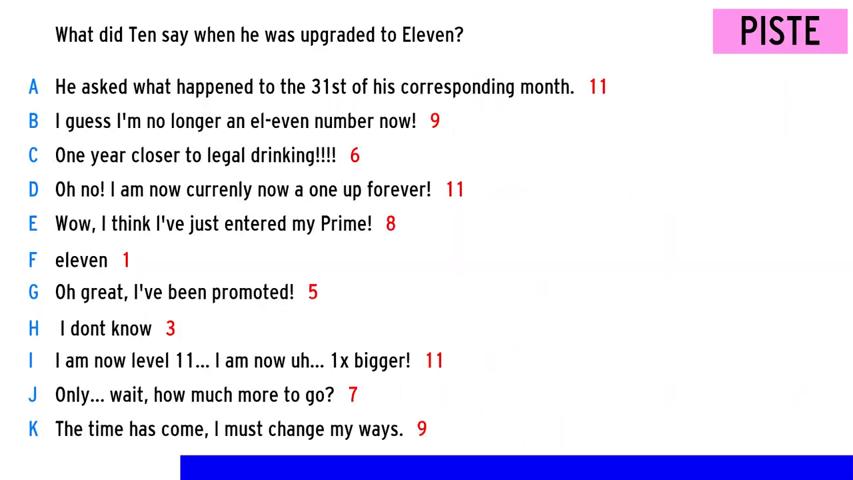 What did Ten say when he was upgraded to Eleven?
PISTE
A He asked what happened to the 31st of his corresponding month. 11
B I guess I'm no longer an el-even number now! 9
C One year closer to legal drinking!!!! 6
D Oh no! I am now currenly now a one up forever! 11
E Wow, I think I've just entered my Prime! 8
F eleven 1
G Oh great, I've been promoted! 5
H I dont know 3
I I am now level 11... I am now uh... 1x bigger! 11
J Only... wait, how much more to go? 7
K The time has come, I must change my ways. 9